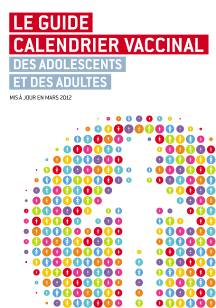 LE GUIDE
CALENDRIER VACCINAL
DES ADOLESCENTS
ET DES ADULTES
MIS À JOUR EN MARS 2012